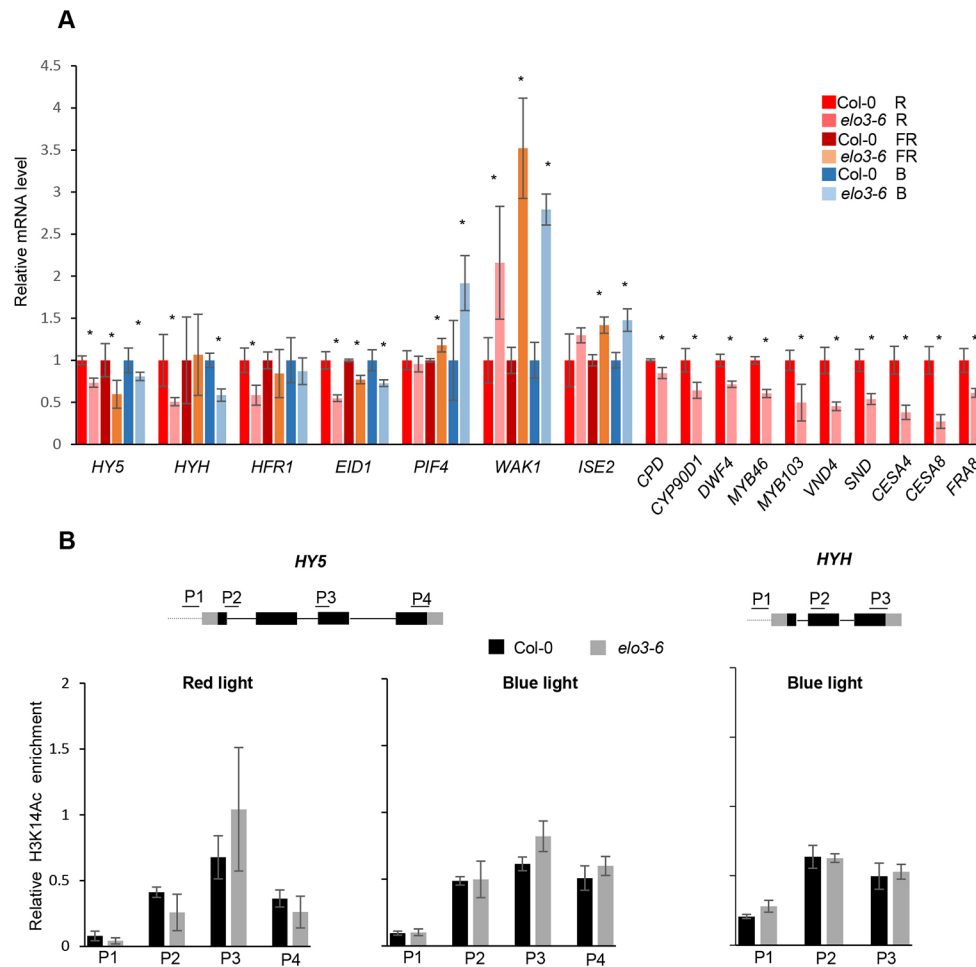 A
4.5
4
3.5
3
2.5
2
1.5
1
0.5
0
Relative mRNA level
Col-0 R
elo3-6 R
Col-0 FR
elo3-6 FR
Col-0 B
elo3-6 B
* * * * * * * * * * * * * * * * * * * * * * * * * *
HY5 HYH HFR1 EID1 PIF4 WAK1 ISE2 CPD CYP90D1 DWF4 MYB46 MYB103 VND4 SND CESA4 CESA8 FRA8
B
HY5
P1 P2 P3 P4
HYH
P1 P2 P3
Col-0 elo3-6
Red light
Blue light
Blue light
2
1.5
1
0.5
0
Relative H3K14Ac enrichment
P1 P2 P3 P4
P1 P2 P3 P4
P1 P2 P3